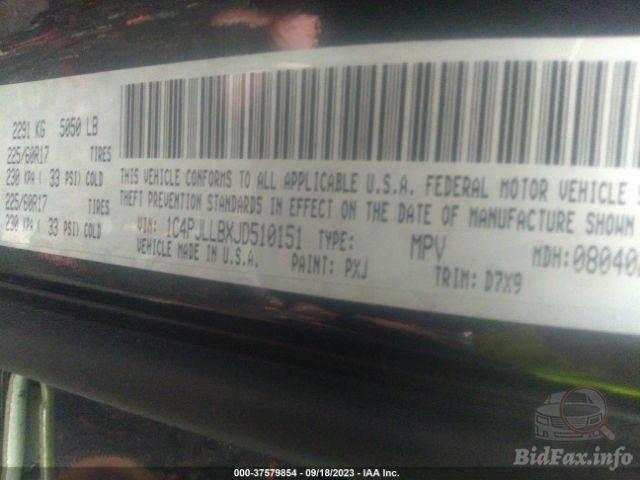 2291 KG 5050 LB
225/60R17 TIRES
230 KPA ( 33 PSI) COLD
225/60R17 TIRES
230 KPA ( 33 PSI) COLD
THIS VEHICLE CONFORMS TO ALL APPLICABLE U.S.A. FEDERAL MOTOR VEHICLE
THEFT PREVENTION STANDARDS IN EFFECT ON THE DATE OF MANUFACTURE SHOWN
VIN: 1C4PJLLBXJD510151 TYPE: MPV MDH:08040
VEHICLE MADE IN U.S.A. PAINT: PXJ TRIM: D7X9
BidFax.info
000-37579854 - 09/18/2023 - IAA Inc.